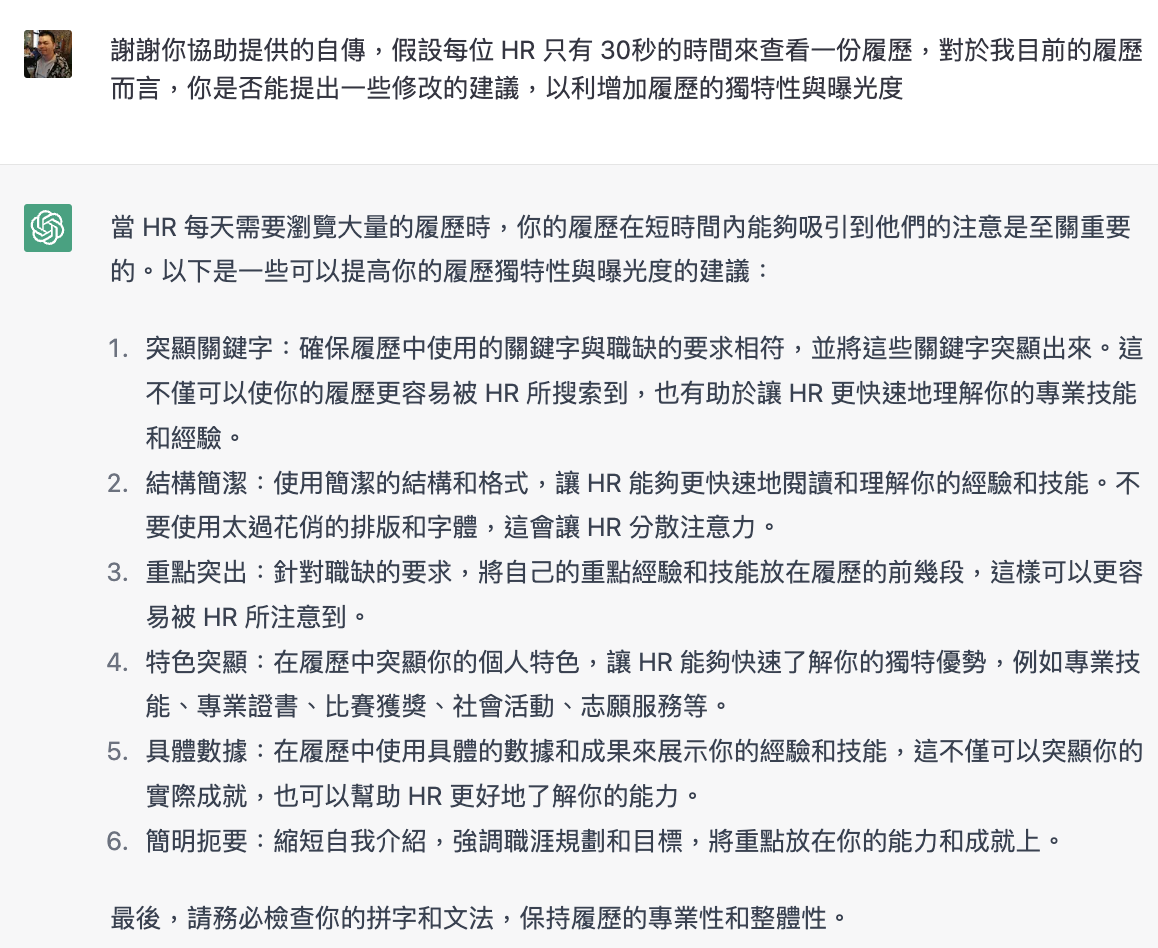 謝謝你協助提供的自傳，假設每位 HR 只有 30秒的時間來查看一份履歷，對於我目前的履歷
而言，你是否能提出一些修改的建議，以利增加履歷的獨特性與曝光度
當 HR 每天需要瀏覽大量的履歷時，你的履歷在短時間內能夠吸引到他們的注意是至關重要
的。以下是一些可以提高你的履歷獨特性與曝光度的建議：
1. 突顯關鍵字：確保履歷中使用的關鍵字與職缺的要求相符，並將這些關鍵字突顯出來。這
不僅可以使你的履歷更容易被 HR 所搜索到，也有助於讓 HR 更快速地理解你的專業技能
和經驗。
2. 結構簡潔：使用簡潔的結構和格式，讓 HR 能夠更快速地閱讀和理解你的經驗和技能。不
要使用太過花俏的排版和字體，這會讓 HR 分散注意力。
3. 重點突出：針對職缺的要求，將自己的重點經驗和技能放在履歷的前幾段，這樣可以更容
易被 HR 所注意到。
4. 特色突顯：在履歷中突顯你的個人特色，讓 HR 能夠快速了解你的獨特優勢，例如專業技
能、專業證書、比賽獲獎、社會活動、志願服務等。
5. 具體數據：在履歷中使用具體的數據和成果來展示你的經驗和技能，這不僅可以突顯你的
實際成就，也可以幫助 HR 更好地了解你的能力。
6. 簡明扼要：縮短自我介紹，強調職涯規劃和目標，將重點放在你的能力和成就上。
最後，請務必檢查你的拼字和文法，保持履歷的專業性和整體性。